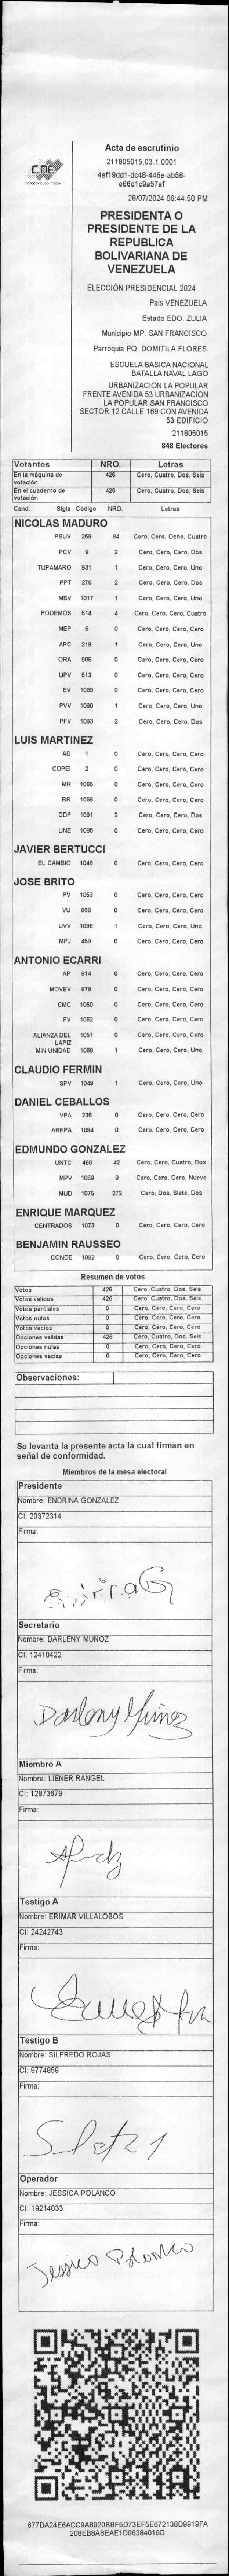 CNE
Acta de escrutinio
211805015.03.1.0001
4ef19dd1-dc48-446e-ab58-
e66d1c9a57af
28/07/2024 06:44:50 PM
PRESIDENTA O
PRESIDENTE DE LA
REPUBLICA
BOLIVARIANA DE
VENEZUELA
ELECCIÓN PRESIDENCIAL 2024
Pais VENEZUELA
Estado EDO. ZULIA
Municipio MP. SAN FRANCISCO
Parroquia PQ. DOMITILA FLORES
ESCUELA BASICA NACIONAL
BATALLA NAVAL LAGO
URBANIZACION LA POPULAR
FRENTE AVENIDA 53 URBANIZACION
LA POPULAR SAN FRANCISCO
SECTOR 12 CALLE 169 CON AVENIDA
53 EDIFICIO
211805015
848 Electores
Votantes NRO. Letras
En la máquina de votación 426 Cero, Cuatro, Dos, Seis
En el cuaderno de votación 426 Cero, Cuatro, Dos, Seis
Cand. Sigla Código NRO. Letras
NICOLAS MADURO
PSUV 269 84 Cero, Cero, Ocho, Cuatro
PCV 9 2 Cero, Cero, Cero, Dos
TUPAMARO 931 1 Cero, Cero, Cero, Uno
PPT 276 2 Cero, Cero, Cero, Dos
MSV 1017 1 Cero, Cero, Cero, Uno
PODEMOS 514 4 Cero, Cero, Cero, Cuatro
MEP 6 0 Cero, Cero, Cero, Cero
APC 219 1 Cero, Cero, Cero, Uno
ORA 906 0 Cero, Cero, Cero, Cero
UPV 513 0 Cero, Cero, Cero, Cero
EV 1089 0 Cero, Cero, Cero, Cero
PVV 1090 1 Cero, Cero, Cero, Uno
PFV 1093 2 Cero, Cero, Cero, Dos
LUIS MARTINEZ
AD 1 0 Cero, Cero, Cero, Cero
COPEI 2 0 Cero, Cero, Cero, Cero
MR 1065 0 Cero, Cero, Cero, Cero
BR 1066 0 Cero, Cero, Cero, Cero
DDP 1091 2 Cero, Cero, Cero, Dos
UNE 1095 0 Cero, Cero, Cero, Cero
JAVIER BERTUCCI
EL CAMBIO 1048 0 Cero, Cero, Cero, Cero
JOSE BRITO
PV 1053 0 Cero, Cero, Cero, Cero
VU 868 0 Cero, Cero, Cero, Cero
UVV 1096 1 Cero, Cero, Cero, Uno
MPJ 458 0 Cero, Cero, Cero, Cero
ANTONIO ECARRI
AP 914 0 Cero, Cero, Cero, Cero
MOVEV 978 0 Cero, Cero, Cero, Cero
CMC 1050 0 Cero, Cero, Cero, Cero
FV 1062 0 Cero, Cero, Cero, Cero
ALIANZA DEL LAPIZ 1051 0 Cero, Cero, Cero, Cero
MIN UNIDAD 1068 1 Cero, Cero, Cero, Uno
CLAUDIO FERMIN
SPV 1049 1 Cero, Cero, Cero, Uno
DANIEL CEBALLOS
VPA 236 0 Cero, Cero, Cero, Cero
AREPA 1094 0 Cero, Cero, Cero, Cero
EDMUNDO GONZALEZ
UNTC 460 42 Cero, Cero, Cuatro, Dos
MPV 1069 9 Cero, Cero, Cero, Nueve
MUD 1075 272 Cero, Dos, Siete, Dos
ENRIQUE MARQUEZ
CENTRADOS 1073 0 Cero, Cero, Cero, Cero
BENJAMIN RAUSSEO
CONDE 1092 0 Cero, Cero, Cero, Cero
Resumen de votos
Votos 426 Cero, Cuatro, Dos, Seis
Votos validos 426 Cero, Cuatro, Dos, Seis
Votos parciales 0 Cero, Cero, Cero, Cero
Votos nulos 0 Cero, Cero, Cero, Cero
Votos vacios 0 Cero, Cero, Cero, Cero
Opciones validas 426 Cero, Cuatro, Dos, Seis
Opciones nulas 0 Cero, Cero, Cero, Cero
Opciones vacias 0 Cero, Cero, Cero, Cero
Observaciones:
Se levanta la presente acta la cual firman en
señal de conformidad.
Miembros de la mesa electoral
Presidente
Nombre: ENDRINA GONZALEZ
CI: 20372314
Firma:
Secretario
Nombre: DARLENY MUÑOZ
CI: 12410422
Firma:
Darleny Muñoz
Miembro A
Nombre: LIENER RANGEL
CI: 12873679
Firma:
Testigo A
Nombre: ERIMAR VILLALOBOS
CI: 24242743
Firma:
Testigo B
Nombre: SILFREDO ROJAS
CI: 9774859
Firma:
Operador
Nombre: JESSICA POLANCO
CI: 19214033
Firma:
Jessica Polanco
677DA24E6ACC9A8920BBF5D73EF5E672138D9919FA
208EB8ABEAE1D96384019D